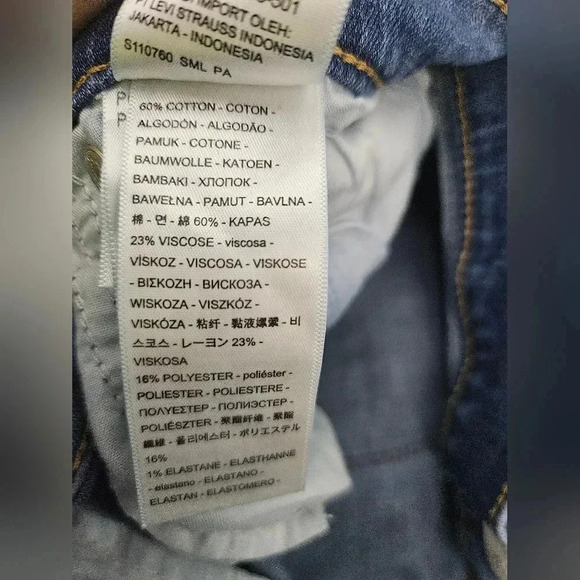 -501
IMPORT OLEH:
PT LEVI STRAUSS INDONESIA
JAKARTA - INDONESIA
S110760 SML PA
P
P
60% COTTON - COTON -
ALGODÓN - ALGODÃO -
PAMUK - COTONE -
BAUMWOLLE - KATOEN -
BAMBAKI - ХЛОПОК -
BAWEŁNA - PAMUT - BAVLNA -
棉 - 면 - 綿 60% - KAPAS
23% VISCOSE - viscosa -
VİSKOZ - VISCOSA - VISKOSE
- ΒΙΣΚΟΖΗ - ВИСКОЗА -
WISKOZA - VISZKÓZ -
VISKÓZA - 粘纤 - 黏液嫘縈 - 비
스코스 - レーヨン 23% -
VISKOSA
16% POLYESTER - poliéster -
POLIESTER - POLIESTERE -
ΠΟΛΥΕΣΤΕΡ - ПОЛИЭСТЕР -
POLIÉSZTER - 聚酯纤维 - 聚酯
纖維 - 폴리에스터 - ポリエステル
16%
1% ELASTANE - ELASTHANNE
- elastano - ELASTANO -
ELASTAN - ELASTOMERO -